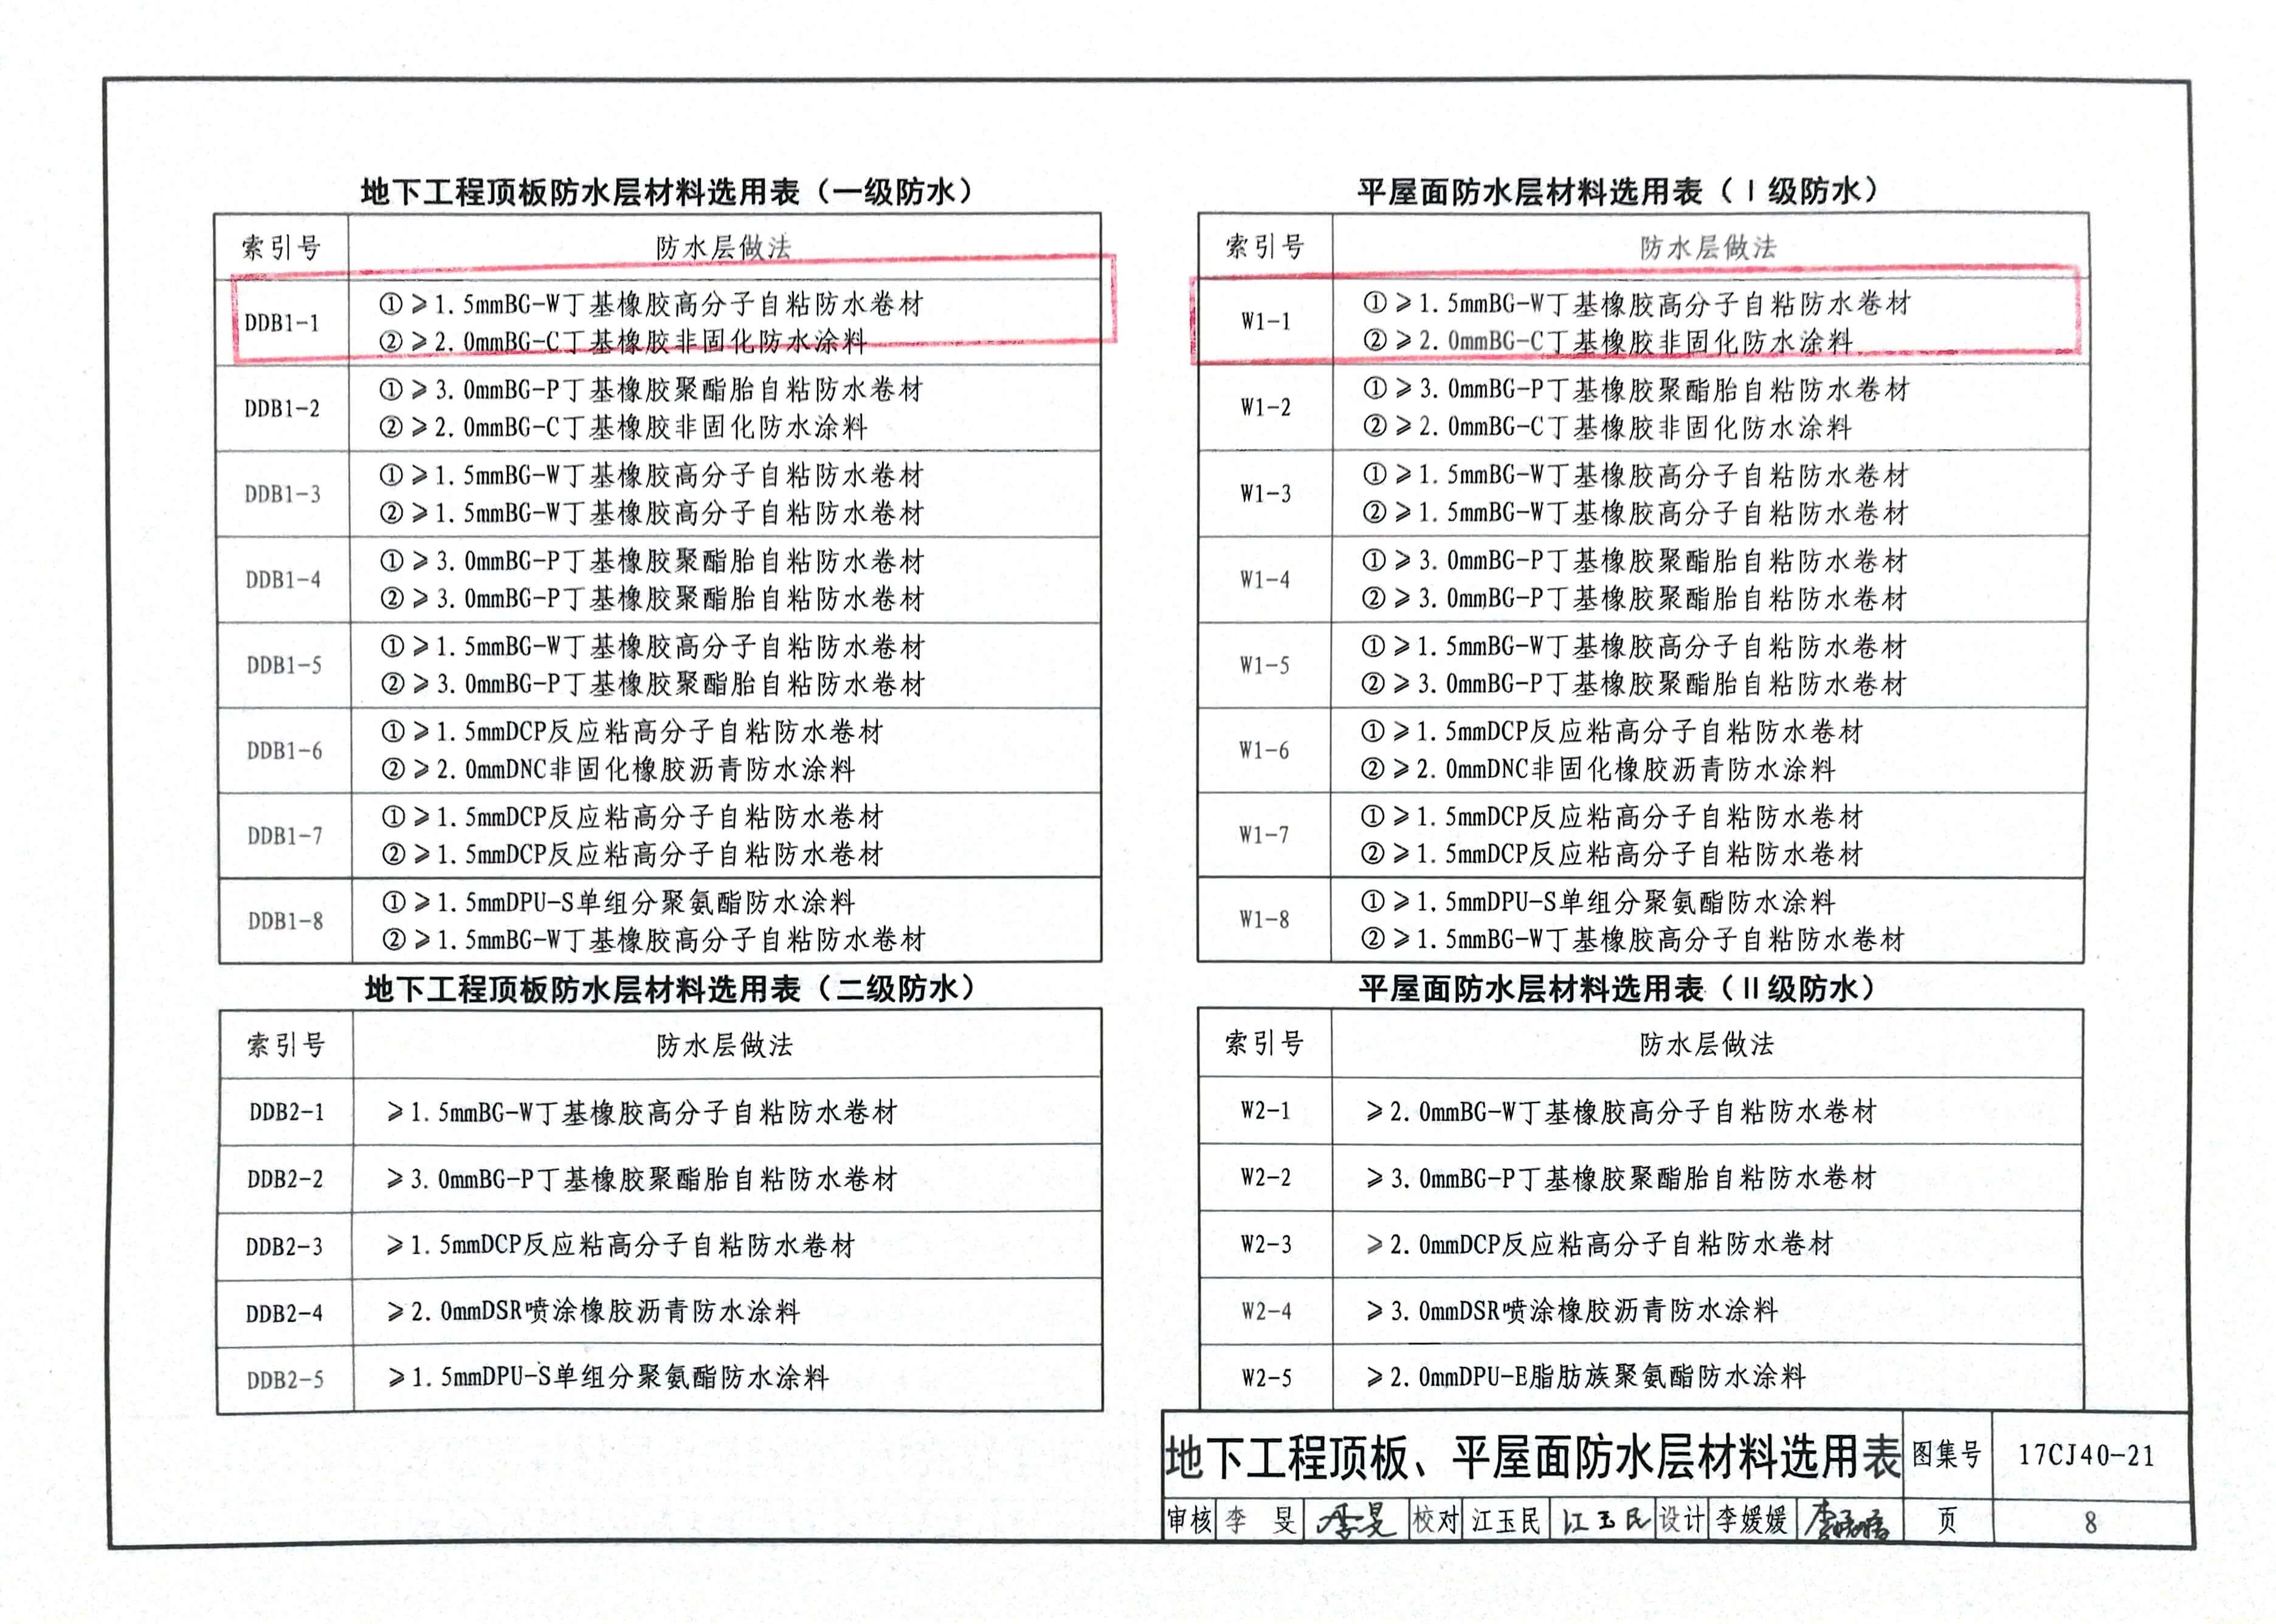 地下工程顶板防水层材料选用表（一级防水）
索引号 防水层做法
DDB1-1 ①≥1.5mmBG-W丁基橡胶高分子自粘防水卷材
②≥2.0mmBG-C丁基橡胶非固化防水涂料
DDB1-2 ①≥3.0mmBG-P丁基橡胶聚酯胎自粘防水卷材
②≥2.0mmBG-C丁基橡胶非固化防水涂料
DDB1-3 ①≥1.5mmBG-W丁基橡胶高分子自粘防水卷材
②≥1.5mmBG-W丁基橡胶高分子自粘防水卷材
DDB1-4 ①≥3.0mmBG-P丁基橡胶聚酯胎自粘防水卷材
②≥3.0mmBG-P丁基橡胶聚酯胎自粘防水卷材
DDB1-5 ①≥1.5mmBG-W丁基橡胶高分子自粘防水卷材
②≥3.0mmBG-P丁基橡胶聚酯胎自粘防水卷材
DDB1-6 ①≥1.5mmDCP反应粘高分子自粘防水卷材
②≥2.0mmDNC非固化橡胶沥青防水涂料
DDB1-7 ①≥1.5mmDCP反应粘高分子自粘防水卷材
②≥1.5mmDCP反应粘高分子自粘防水卷材
DDB1-8 ①≥1.5mmDPU-S单组分聚氨酯防水涂料
②≥1.5mmBG-W丁基橡胶高分子自粘防水卷材
地下工程顶板防水层材料选用表（二级防水）
索引号 防水层做法
DDB2-1 ≥1.5mmBG-W丁基橡胶高分子自粘防水卷材
DDB2-2 ≥3.0mmBG-P丁基橡胶聚酯胎自粘防水卷材
DDB2-3 ≥1.5mmDCP反应粘高分子自粘防水卷材
DDB2-4 ≥2.0mmDSR喷涂橡胶沥青防水涂料
DDB2-5 ≥1.5mmDPU-S单组分聚氨酯防水涂料
平屋面防水层材料选用表（Ⅰ级防水）
索引号 防水层做法
W1-1 ①≥1.5mmBG-W丁基橡胶高分子自粘防水卷材
②≥2.0mmBG-C丁基橡胶非固化防水涂料
W1-2 ①≥3.0mmBG-P丁基橡胶聚酯胎自粘防水卷材
②≥2.0mmBG-C丁基橡胶非固化防水涂料
W1-3 ①≥1.5mmBG-W丁基橡胶高分子自粘防水卷材
②≥1.5mmBG-W丁基橡胶高分子自粘防水卷材
W1-4 ①≥3.0mmBG-P丁基橡胶聚酯胎自粘防水卷材
②≥3.0mmBG-P丁基橡胶聚酯胎自粘防水卷材
W1-5 ①≥1.5mmBG-W丁基橡胶高分子自粘防水卷材
②≥3.0mmBG-P丁基橡胶聚酯胎自粘防水卷材
W1-6 ①≥1.5mmDCP反应粘高分子自粘防水卷材
②≥2.0mmDNC非固化橡胶沥青防水涂料
W1-7 ①≥1.5mmDCP反应粘高分子自粘防水卷材
②≥1.5mmDCP反应粘高分子自粘防水卷材
W1-8 ①≥1.5mmDPU-S单组分聚氨酯防水涂料
②≥1.5mmBG-W丁基橡胶高分子自粘防水卷材
平屋面防水层材料选用表（Ⅱ级防水）
索引号 防水层做法
W2-1 ≥2.0mmBG-W丁基橡胶高分子自粘防水卷材
W2-2 ≥3.0mmBG-P丁基橡胶聚酯胎自粘防水卷材
W2-3 ≥2.0mmDCP反应粘高分子自粘防水卷材
W2-4 ≥3.0mmDSR喷涂橡胶沥青防水涂料
W2-5 ≥2.0mmDPU-E脂肪族聚氨酯防水涂料
地下工程顶板、平屋面防水层材料选用表 图集号 17CJ40-21
审核 李 旻 李旻 校对 江玉民 江玉民 设计 李媛媛 李媛媛 页 8